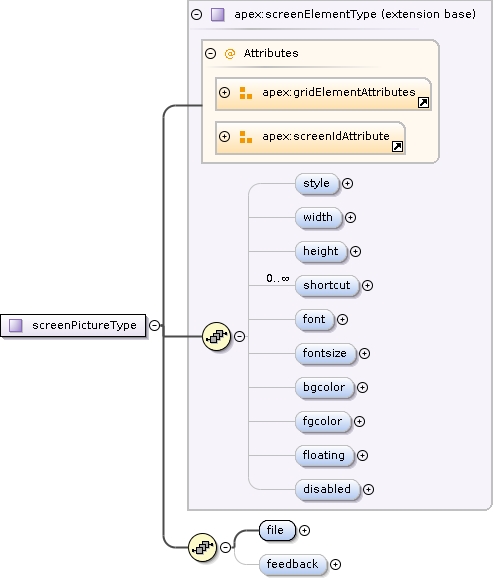 apex:screenElementType (extension base)
@ Attributes
apex:gridElementAttributes
apex:screenIdAttribute
style
width
height
0..∞ shortcut
screenPictureType
font
fontsize
bgcolor
fgcolor
floating
disabled
file
feedback